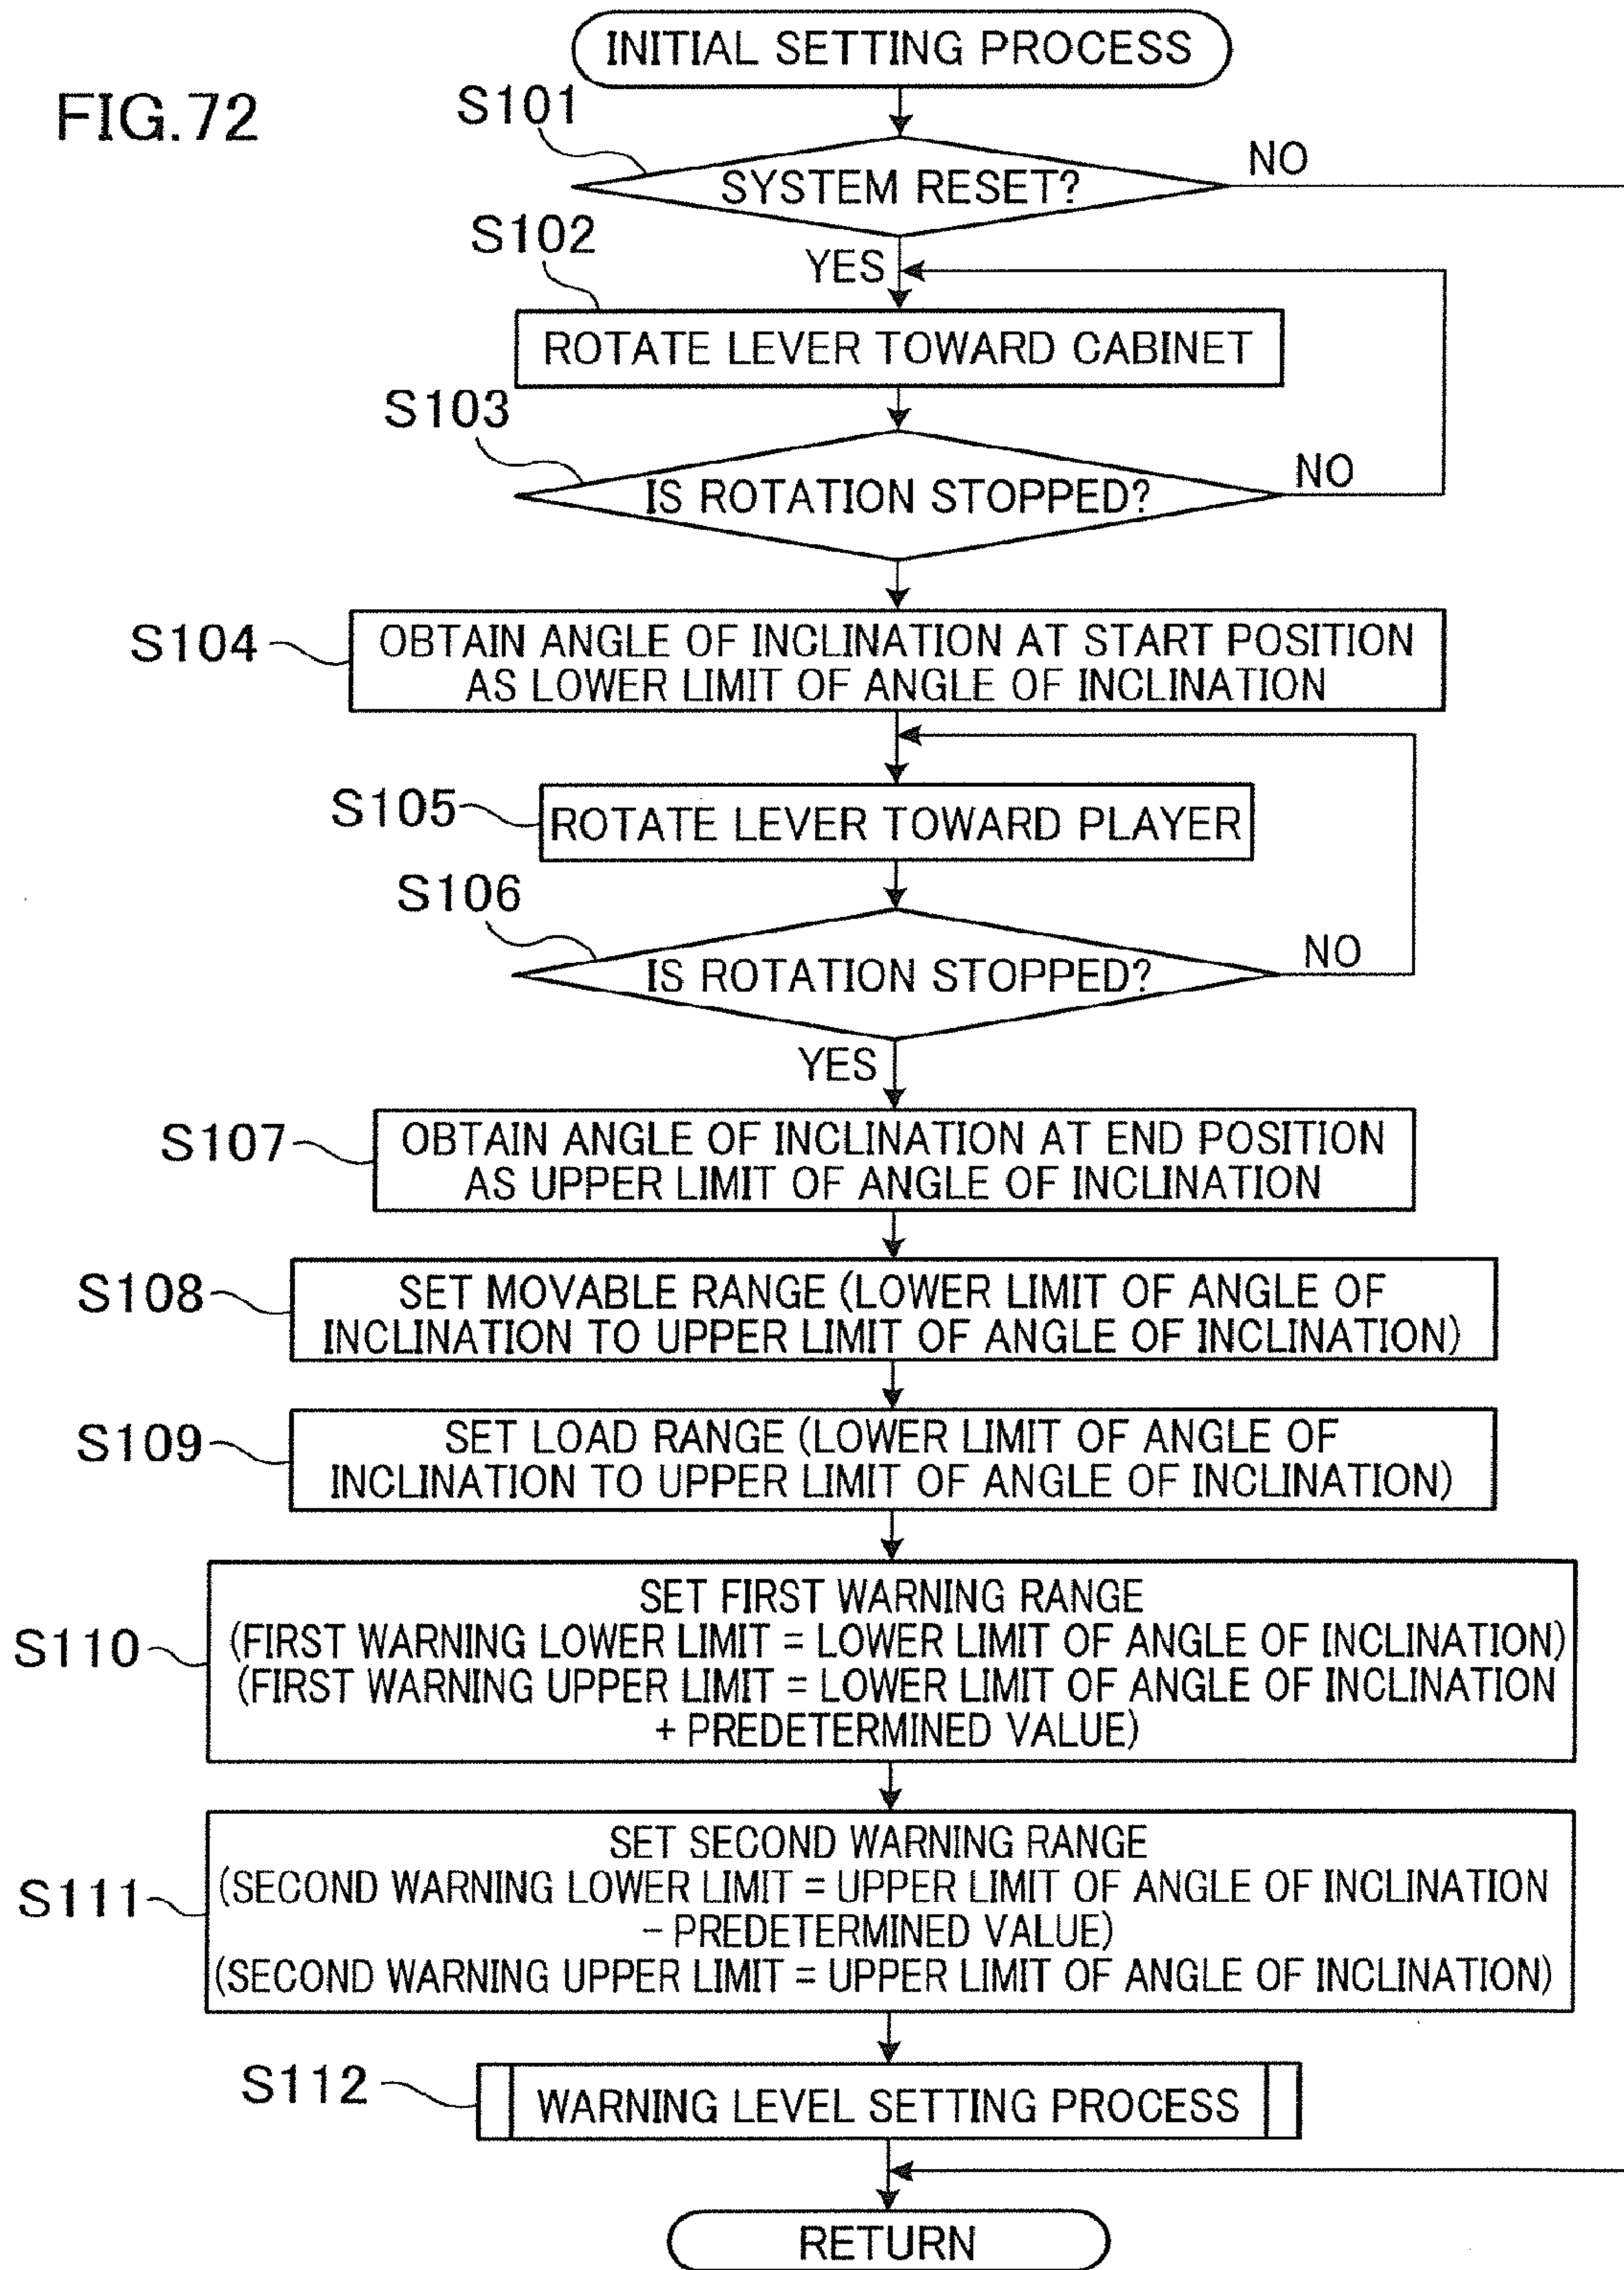 INITIAL SETTING PROCESS
FIG.72
S101
SYSTEM RESET?
NO
S102
YES
ROTATE LEVER TOWARD CABINET
S103
IS ROTATION STOPPED?
NO
S104
OBTAIN ANGLE OF INCLINATION AT START POSITION
AS LOWER LIMIT OF ANGLE OF INCLINATION
S105
ROTATE LEVER TOWARD PLAYER
S106
IS ROTATION STOPPED?
NO
YES
S107
OBTAIN ANGLE OF INCLINATION AT END POSITION
AS UPPER LIMIT OF ANGLE OF INCLINATION
S108
SET MOVABLE RANGE (LOWER LIMIT OF ANGLE OF
INCLINATION TO UPPER LIMIT OF ANGLE OF INCLINATION)
S109
SET LOAD RANGE (LOWER LIMIT OF ANGLE OF
INCLINATION TO UPPER LIMIT OF ANGLE OF INCLINATION)
S110
SET FIRST WARNING RANGE
(FIRST WARNING LOWER LIMIT = LOWER LIMIT OF ANGLE OF INCLINATION)
(FIRST WARNING UPPER LIMIT = LOWER LIMIT OF ANGLE OF INCLINATION
+ PREDETERMINED VALUE)
S111
SET SECOND WARNING RANGE
(SECOND WARNING LOWER LIMIT = UPPER LIMIT OF ANGLE OF INCLINATION
− PREDETERMINED VALUE)
(SECOND WARNING UPPER LIMIT = UPPER LIMIT OF ANGLE OF INCLINATION)
S112
WARNING LEVEL SETTING PROCESS
RETURN